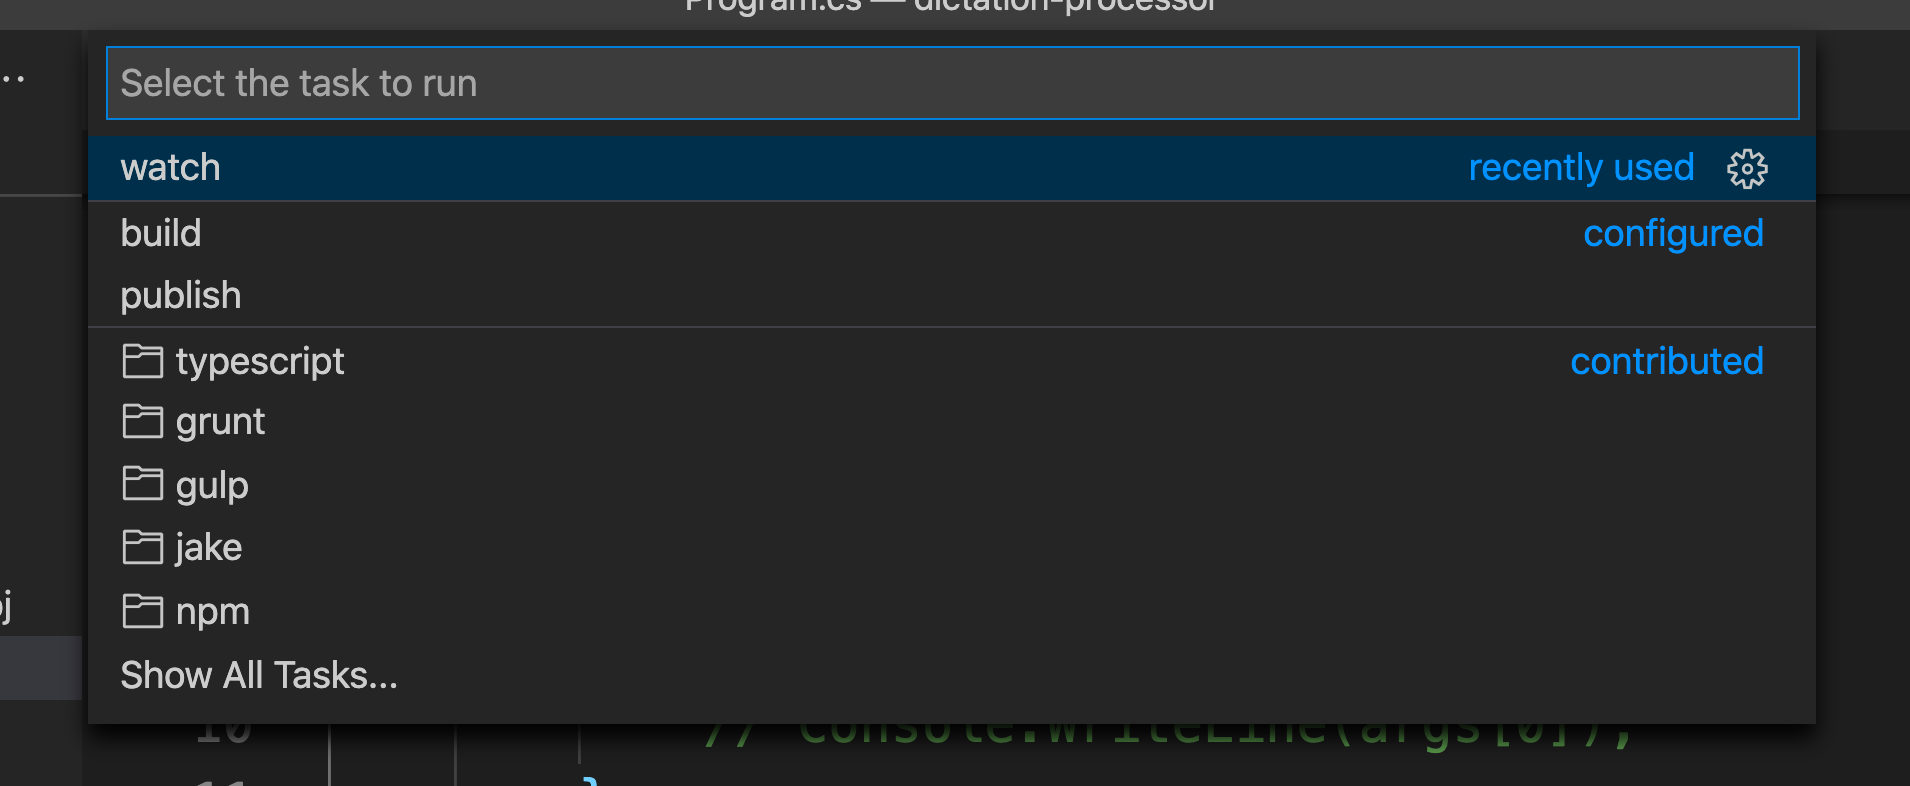 Program.cs — dictation-processor
Select the task to run
watch recently used
build configured
publish
typescript contributed
grunt
gulp
jake
npm
Show All Tasks...
10 // Console.WriteLine(args[0]);
11 }